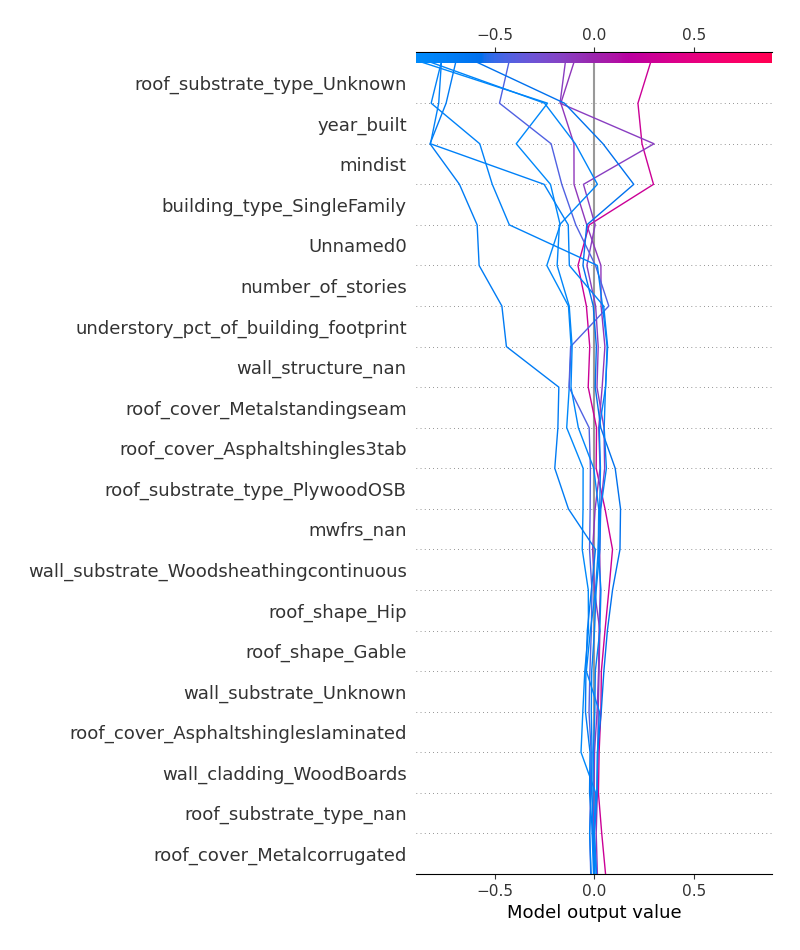 −0.5 0.0 0.5
roof_substrate_type_Unknown
year_built
mindist
building_type_SingleFamily
Unnamed0
number_of_stories
understory_pct_of_building_footprint
wall_structure_nan
roof_cover_Metalstandingseam
roof_cover_Asphaltshingles3tab
roof_substrate_type_PlywoodOSB
mwfrs_nan
wall_substrate_Woodsheathingcontinuous
roof_shape_Hip
roof_shape_Gable
wall_substrate_Unknown
roof_cover_Asphaltshingleslaminated
wall_cladding_WoodBoards
roof_substrate_type_nan
roof_cover_Metalcorrugated
−0.5 0.0 0.5
Model output value